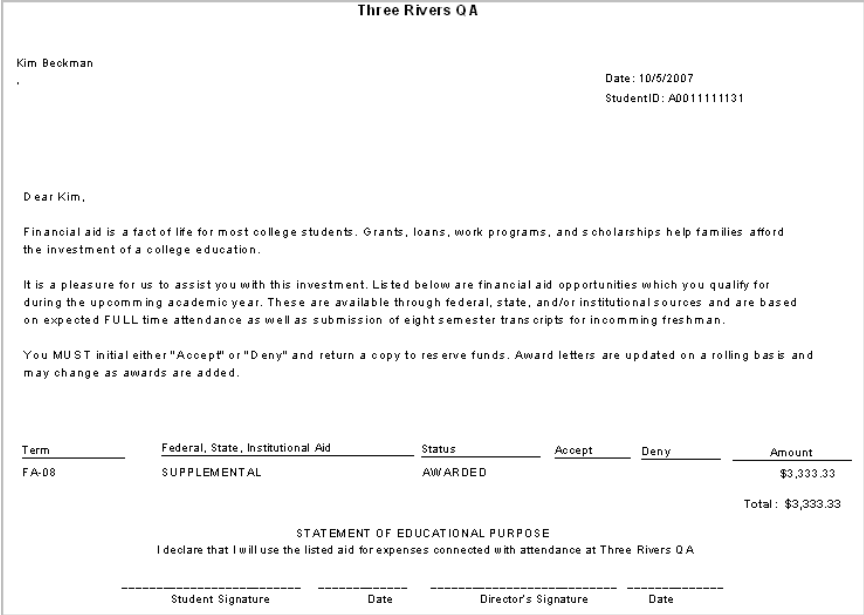 Three Rivers QA
Kim Beckman
.
Date: 10/5/2007
StudentID: A0011111131
Dear Kim,
Financial aid is a fact of life for most college students. Grants, loans, work programs, and scholarships help families afford
the investment of a college education.
It is a pleasure for us to assist you with this investment. Listed below are financial aid opportunities which you qualify for
during the upcomming academic year. These are available through federal, state, and/or institutional sources and are based
on expected FULL time attendance as well as submission of eight semester transcripts for incomming freshman.
You MUST initial either "Accept" or "Deny" and return a copy to reserve funds. Award letters are updated on a rolling basis and
may change as awards are added.
Term Federal, State, Institutional Aid Status Accept Deny Amount
FA-08 SUPPLEMENTAL AWARDED $3,333.33
Total: $3,333.33
STATEMENT OF EDUCATIONAL PURPOSE
I declare that I will use the listed aid for expenses connected with attendance at Three Rivers QA
Student Signature Date Director's Signature Date